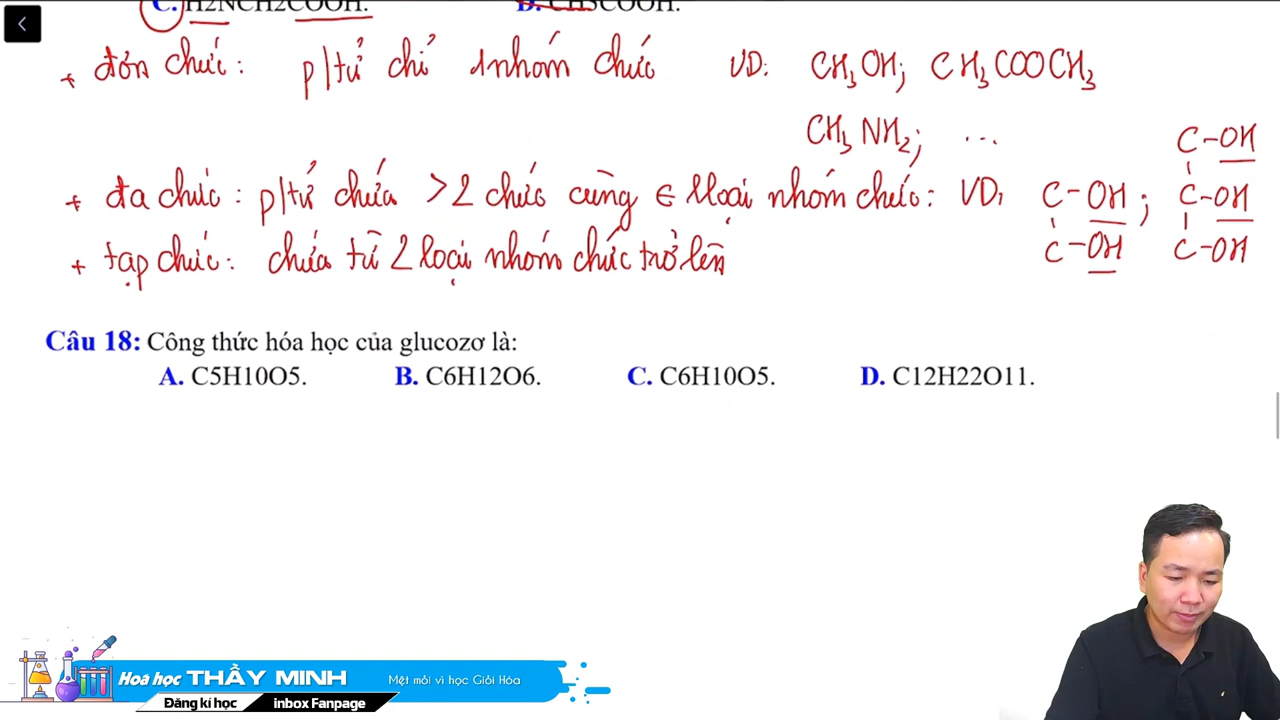 C. H2NCH2COOH. D. CH3COOH.
+ đơn chức: p/tử chỉ 1 nhóm chức VD: CH3OH; CH3COOCH3
CH3NH2; ...
+ đa chức: p/tử chứa >2 chức cùng ∈ 1 loại nhóm chức: VD: C-OH; C-OH
C-OH C-OH
C-OH
+ tạp chức: chứa từ 2 loại nhóm chức trở lên
Câu 18: Công thức hóa học của glucozơ là:
A. C5H10O5. B. C6H12O6. C. C6H10O5. D. C12H22O11.
Hoá học THẦY MINH
Mệt mỏi vì học Giỏi Hóa
Đăng kí học inbox Fanpage